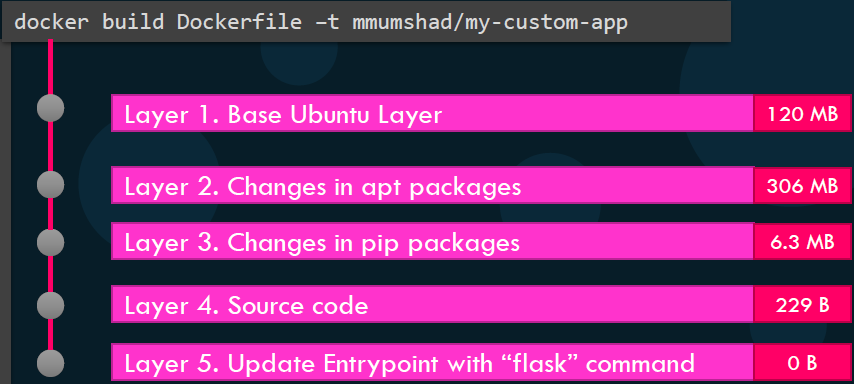 docker build Dockerfile –t mmumshad/my-custom-app
Layer 1. Base Ubuntu Layer 120 MB
Layer 2. Changes in apt packages 306 MB
Layer 3. Changes in pip packages 6.3 MB
Layer 4. Source code 229 B
Layer 5. Update Entrypoint with “flask” command 0 B